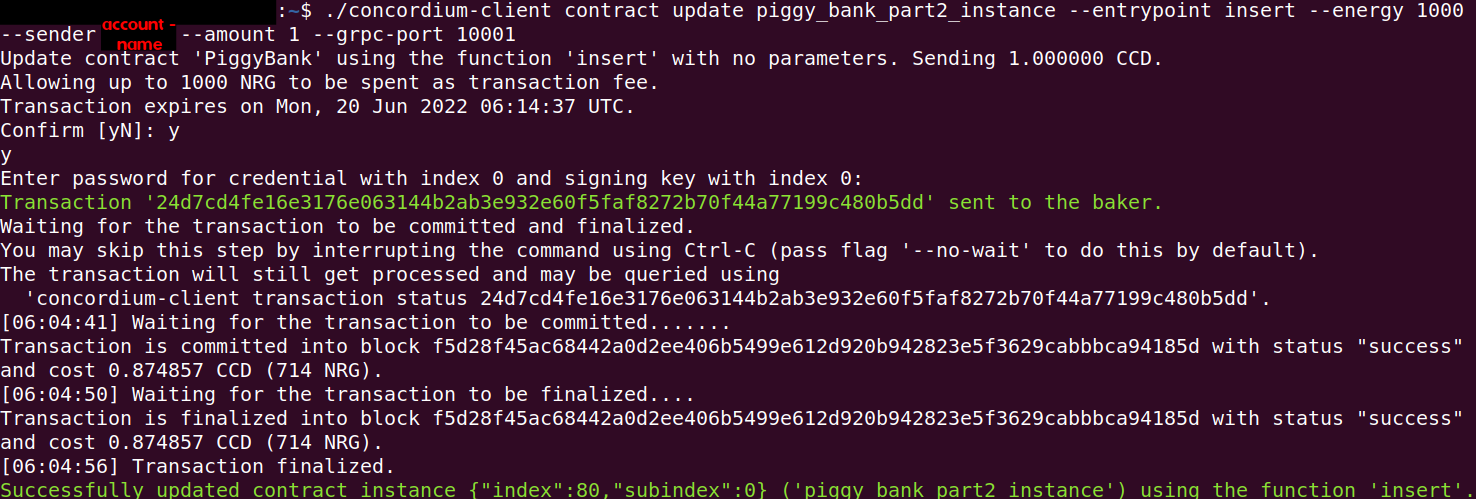 :~$ ./concordium-client contract update piggy_bank_part2_instance --entrypoint insert --energy 1000
--sender account - name --amount 1 --grpc-port 10001
Update contract 'PiggyBank' using the function 'insert' with no parameters. Sending 1.000000 CCD.
Allowing up to 1000 NRG to be spent as transaction fee.
Transaction expires on Mon, 20 Jun 2022 06:14:37 UTC.
Confirm [yN]: y
y
Enter password for credential with index 0 and signing key with index 0:
Transaction '24d7cd4fe16e3176e063144b2ab3e932e60f5faf8272b70f44a77199c480b5dd' sent to the baker.
Waiting for the transaction to be committed and finalized.
You may skip this step by interrupting the command using Ctrl-C (pass flag '--no-wait' to do this by default).
The transaction will still get processed and may be queried using
  'concordium-client transaction status 24d7cd4fe16e3176e063144b2ab3e932e60f5faf8272b70f44a77199c480b5dd'.
[06:04:41] Waiting for the transaction to be committed.......
Transaction is committed into block f5d28f45ac68442a0d2ee406b5499e612d920b942823e5f3629cabbbca94185d with status "success"
and cost 0.874857 CCD (714 NRG).
[06:04:50] Waiting for the transaction to be finalized....
Transaction is finalized into block f5d28f45ac68442a0d2ee406b5499e612d920b942823e5f3629cabbbca94185d with status "success"
and cost 0.874857 CCD (714 NRG).
[06:04:56] Transaction finalized.
Successfully updated contract instance {"index":80,"subindex":0} ('piggy_bank_part2_instance') using the function 'insert'.